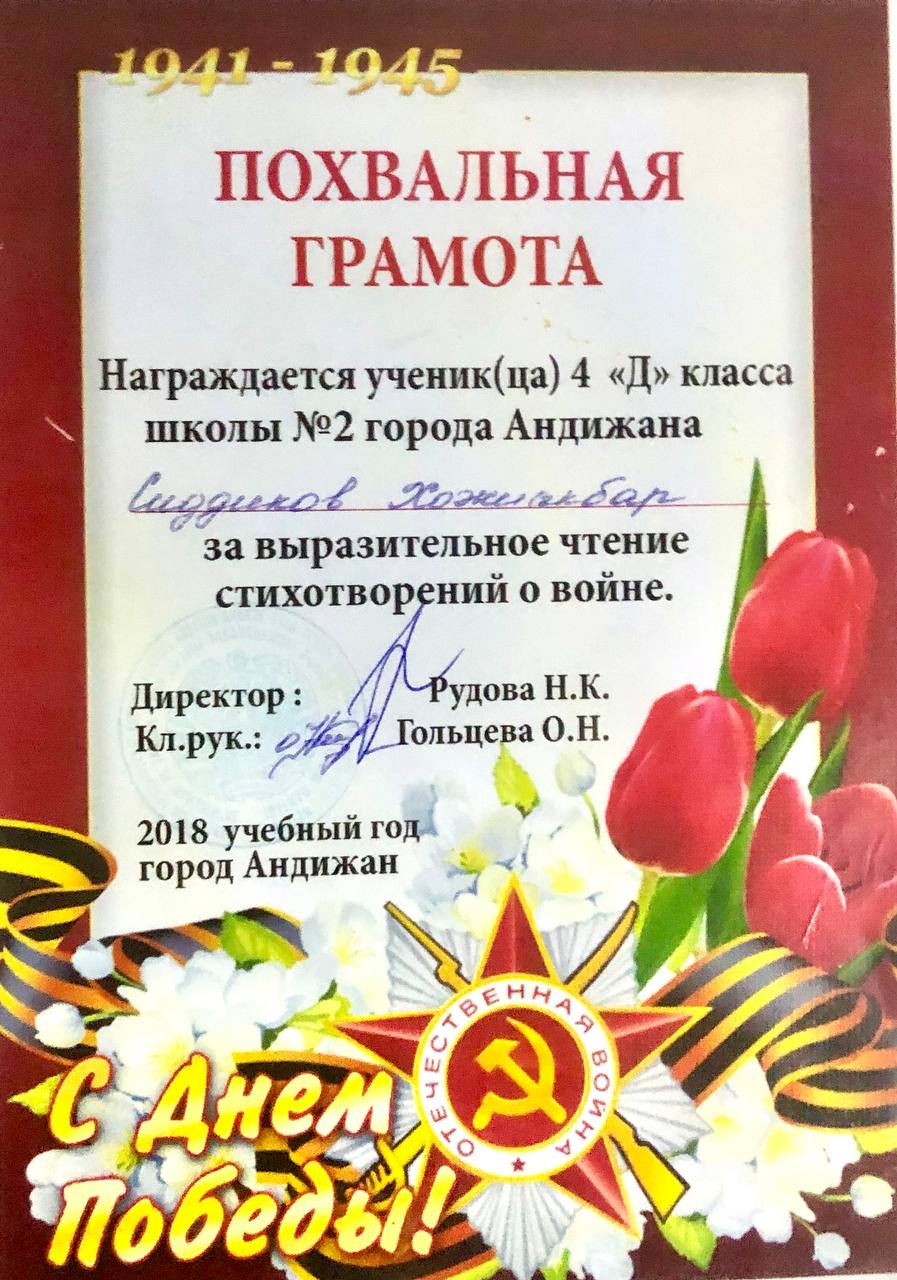 1941 - 1945
ПОХВАЛЬНАЯ
ГРАМОТА
Награждается ученик(ца) 4 «Д» класса
школы №2 города Андижана
Сиддиков Хожиакбар
за выразительное чтение
стихотворений о войне.
Директор : Рудова Н.К.
Кл.рук.: Гольцева О.Н.
2018 учебный год
город Андижан
ОТЕЧЕСТВЕННАЯ ВОЙНА
С Днем
Победы!